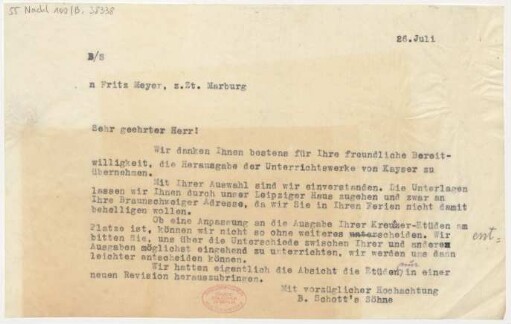 55 Nachl 100/B, 38338
26.Juli
B/S
n Fritz Meyer, z.Zt. Marburg
Sehr geehrter Herr!
Wir danken Ihnen bestens für Ihre freundliche Bereit-
willigkeit, die Herausgabe der Unterrichtswerke von Kayser zu
übernehmen.
Mit Ihrer Auswahl sind wir einverstanden. Die Unterlagen
lassen wir Ihnen durch unser Leipziger Haus zugehen und zwar an
Ihre Braunschweiger Adresse, da wir Sie in Ihren Ferien nicht damit
behelligen wollen.
Ob eine Anpassung an die Ausgabe Ihrer Kreutzer-Etüden am
Platze ist, können wir nicht so ohne weiteres unterscheiden. Wir ent=
bitten Sie, uns über die Unterschiede zwischen Ihrer und anderen
Ausgaben möglichst eingehend zu unterrichten, wir werden uns dann
leichter entscheiden können.
Wir hatten eigentlich die Absicht die Etüden nur in einer
neuen Revision herauszubringen.
Mit vorzüglicher Hochachtung
B. Schott's Söhne